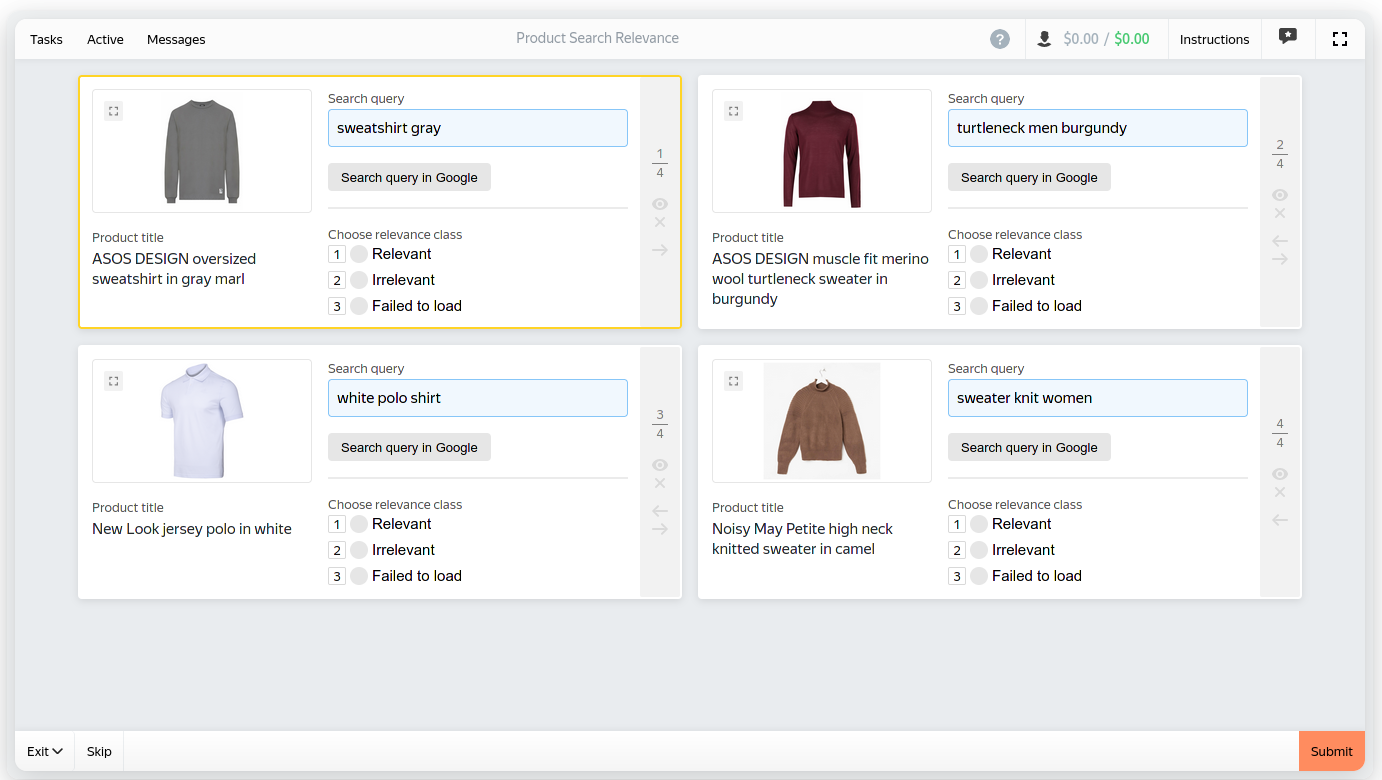 Tasks Active Messages Product Search Relevance ? $0.00 / $0.00 Instructions
Search query
sweatshirt gray
Search query in Google
Product title
ASOS DESIGN oversized
sweatshirt in gray marl
Choose relevance class
1 Relevant
2 Irrelevant
3 Failed to load
1
4
Search query
turtleneck men burgundy
Search query in Google
Product title
ASOS DESIGN muscle fit merino
wool turtleneck sweater in
burgundy
Choose relevance class
1 Relevant
2 Irrelevant
3 Failed to load
2
4
Search query
white polo shirt
Search query in Google
Product title
New Look jersey polo in white
Choose relevance class
1 Relevant
2 Irrelevant
3 Failed to load
3
4
Search query
sweater knit women
Search query in Google
Product title
Noisy May Petite high neck
knitted sweater in camel
Choose relevance class
1 Relevant
2 Irrelevant
3 Failed to load
4
4
Exit Skip Submit